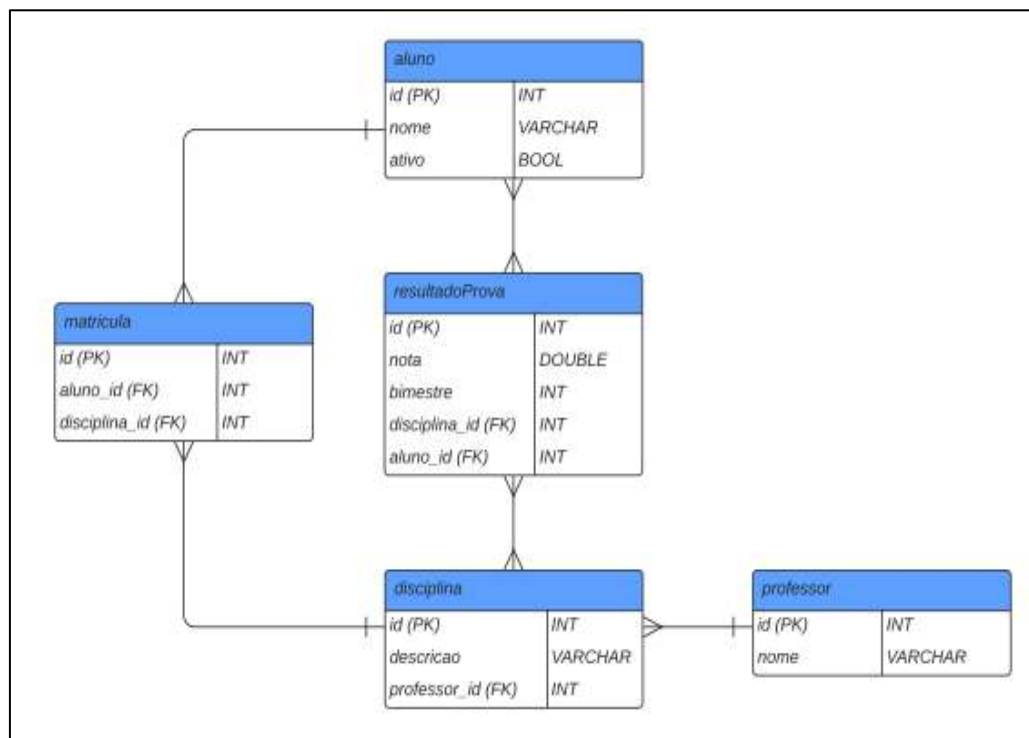 aluno
id (PK) INT
nome VARCHAR
ativo BOOL
matricula
id (PK) INT
aluno_id (FK) INT
disciplina_id (FK) INT
resultadoProva
id (PK) INT
nota DOUBLE
bimestre INT
disciplina_id (FK) INT
aluno_id (FK) INT
disciplina
id (PK) INT
descricao VARCHAR
professor_id (FK) INT
professor
id (PK) INT
nome VARCHAR